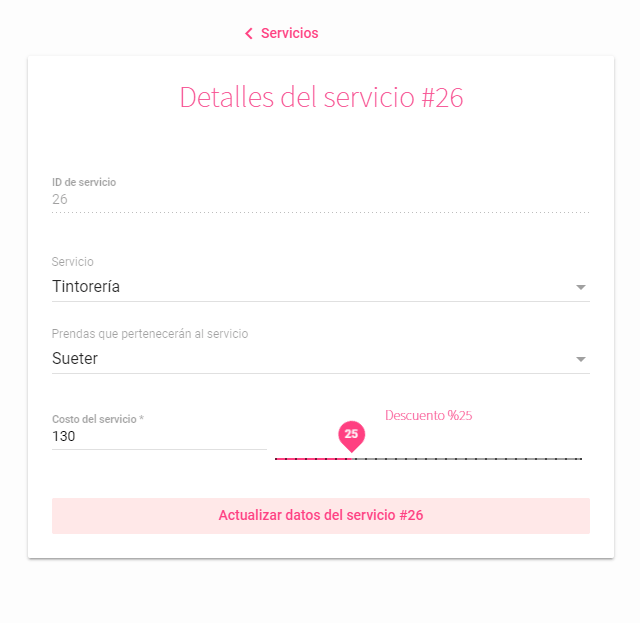 Servicios
Detalles del servicio #26
ID de servicio
26
Servicio
Tintorería
Prendas que pertenecerán al servicio
Sueter
Costo del servicio *
130
Descuento %25
25
Actualizar datos del servicio #26